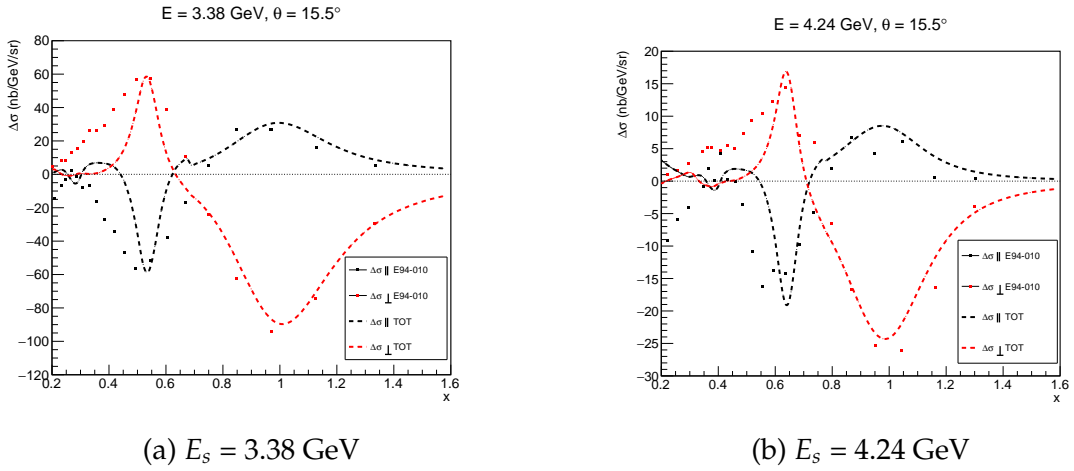 E = 3.38 GeV, θ = 15.5°
Δσ (nb/GeV/sr)
80
60
40
20
0
−20
−40
−60
−80
−100
−120
0.2 0.4 0.6 0.8 1 1.2 1.4 1.6
x
Δσ ∥ E94-010
Δσ ⊥ E94-010
Δσ ∥ TOT
Δσ ⊥ TOT
(a) E_s = 3.38 GeV
E = 4.24 GeV, θ = 15.5°
Δσ (nb/GeV/sr)
20
15
10
5
0
−5
−10
−15
−20
−25
−30
0.2 0.4 0.6 0.8 1 1.2 1.4 1.6
x
Δσ ∥ E94-010
Δσ ⊥ E94-010
Δσ ∥ TOT
Δσ ⊥ TOT
(b) E_s = 4.24 GeV